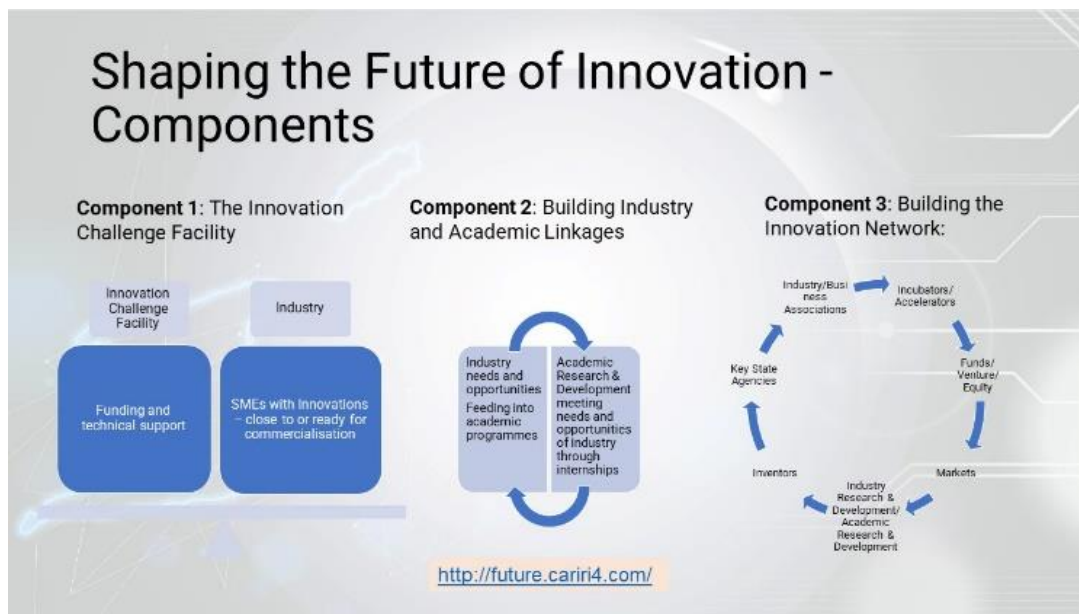 Shaping the Future of Innovation -
Components
Component 1: The Innovation
Challenge Facility
Innovation
Challenge
Facility
Industry
Funding and
technical support
SMEs with Innovations
– close to or ready for
commercialisation
Component 2: Building Industry
and Academic Linkages
Industry
needs and
opportunities
Feeding into
academic
programmes
Academic
Research &
Development
meeting
needs and
opportunities
of Industry
through
internships
Component 3: Building the
Innovation Network:
Industry/Busi
ness
Associations
Incubators/
Accelerators
Funds/
Venture/
Equity
Markets
Industry
Research &
Development/
Academic
Research &
Development
Inventors
Key State
Agencies
http://future.cariri4.com/